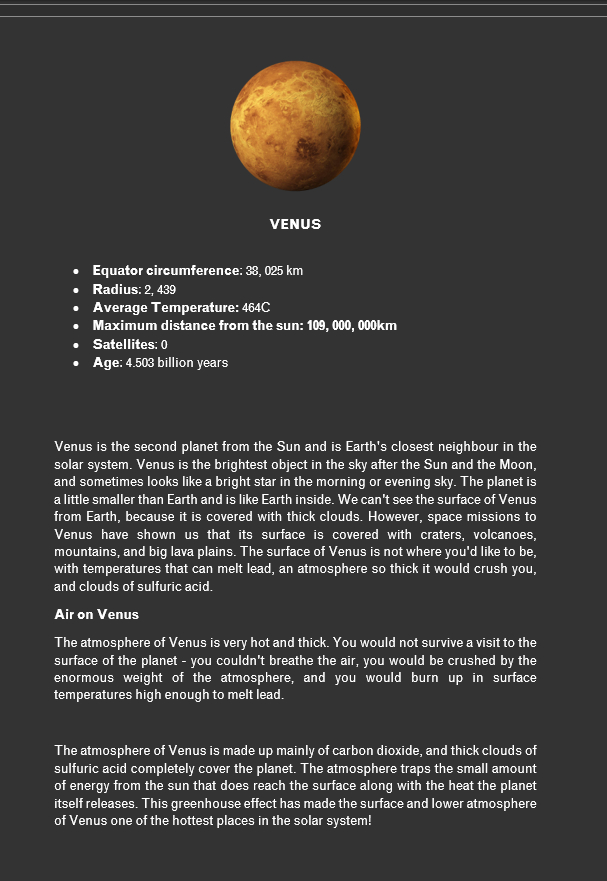 VENUS
• Equator circumference: 38, 025 km
• Radius: 2, 439
• Average Temperature: 464C
• Maximum distance from the sun: 109, 000, 000km
• Satellites: 0
• Age: 4.503 billion years
Venus is the second planet from the Sun and is Earth's closest neighbour in the
solar system. Venus is the brightest object in the sky after the Sun and the Moon,
and sometimes looks like a bright star in the morning or evening sky. The planet is
a little smaller than Earth and is like Earth inside. We can't see the surface of Venus
from Earth, because it is covered with thick clouds. However, space missions to
Venus have shown us that its surface is covered with craters, volcanoes,
mountains, and big lava plains. The surface of Venus is not where you'd like to be,
with temperatures that can melt lead, an atmosphere so thick it would crush you,
and clouds of sulfuric acid.
Air on Venus
The atmosphere of Venus is very hot and thick. You would not survive a visit to the
surface of the planet - you couldn't breathe the air, you would be crushed by the
enormous weight of the atmosphere, and you would burn up in surface
temperatures high enough to melt lead.
The atmosphere of Venus is made up mainly of carbon dioxide, and thick clouds of
sulfuric acid completely cover the planet. The atmosphere traps the small amount
of energy from the sun that does reach the surface along with the heat the planet
itself releases. This greenhouse effect has made the surface and lower atmosphere
of Venus one of the hottest places in the solar system!